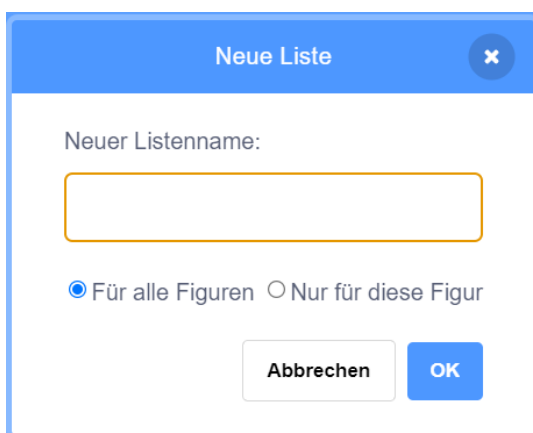 Neue Liste
Neuer Listenname:
Für alle Figuren Nur für diese Figur
Abbrechen OK